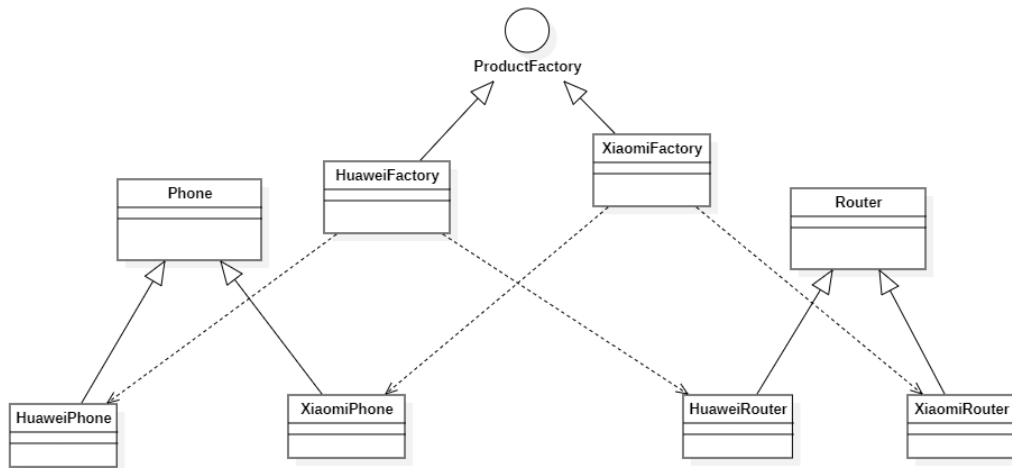 ProductFactory
XiaomiFactory
HuaweiFactory
Phone
Router
HuaweiPhone
XiaomiPhone
HuaweiRouter
XiaomiRouter